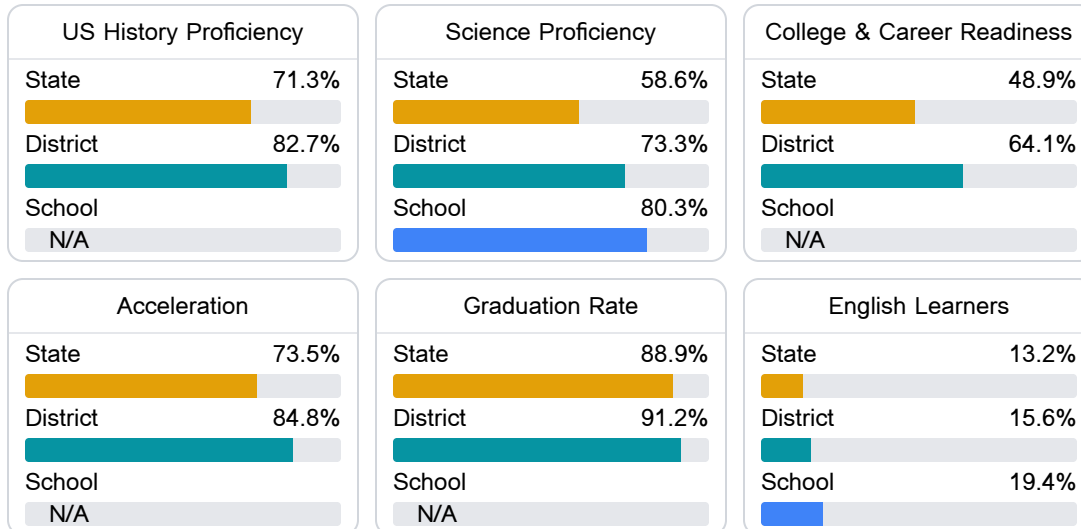 US History Proficiency
State 71.3%
District 82.7%
School
N/A
Science Proficiency
State 58.6%
District 73.3%
School 80.3%
College & Career Readiness
State 48.9%
District 64.1%
School
N/A
Acceleration
State 73.5%
District 84.8%
School
N/A
Graduation Rate
State 88.9%
District 91.2%
School
N/A
English Learners
State 13.2%
District 15.6%
School 19.4%